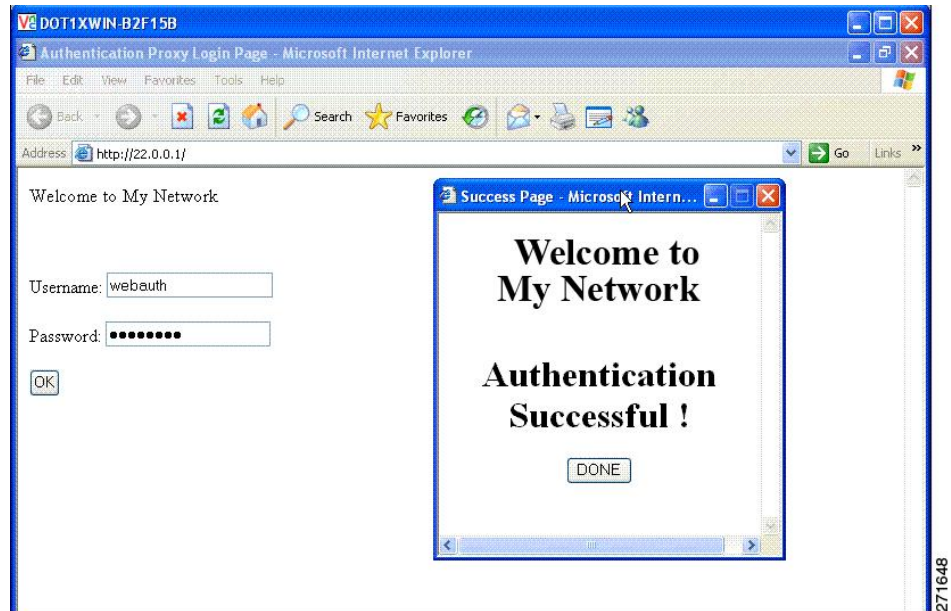 DOT1XWIN-B2F15B
Authentication Proxy Login Page - Microsoft Internet Explorer
File Edit View Favorites Tools Help
Back Search Favorites
Address http://22.0.0.1/ Go Links »
Welcome to My Network
Username: webauth
Password: ●●●●●●●●
OK
Success Page - Microsoft Intern...
Welcome to
My Network
Authentication
Successful !
DONE
271648